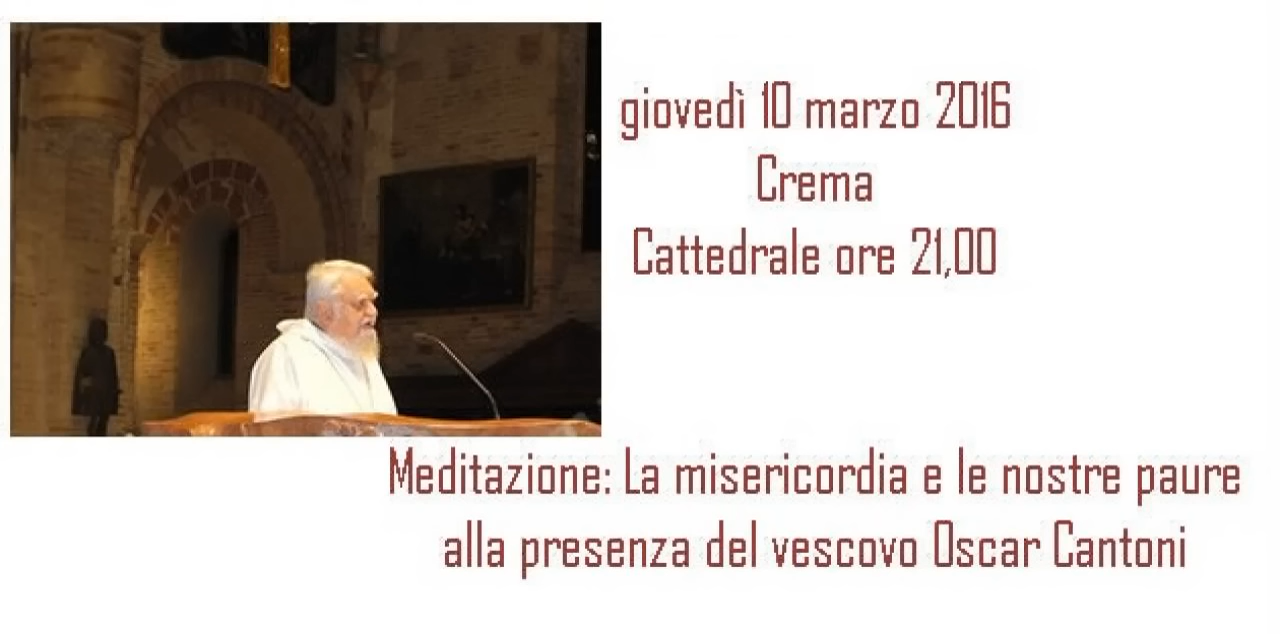 giovedì 10 marzo 2016
Crema
Cattedrale ore 21,00
Meditazione: La misericordia e le nostre paure
alla presenza del vescovo Oscar Cantoni